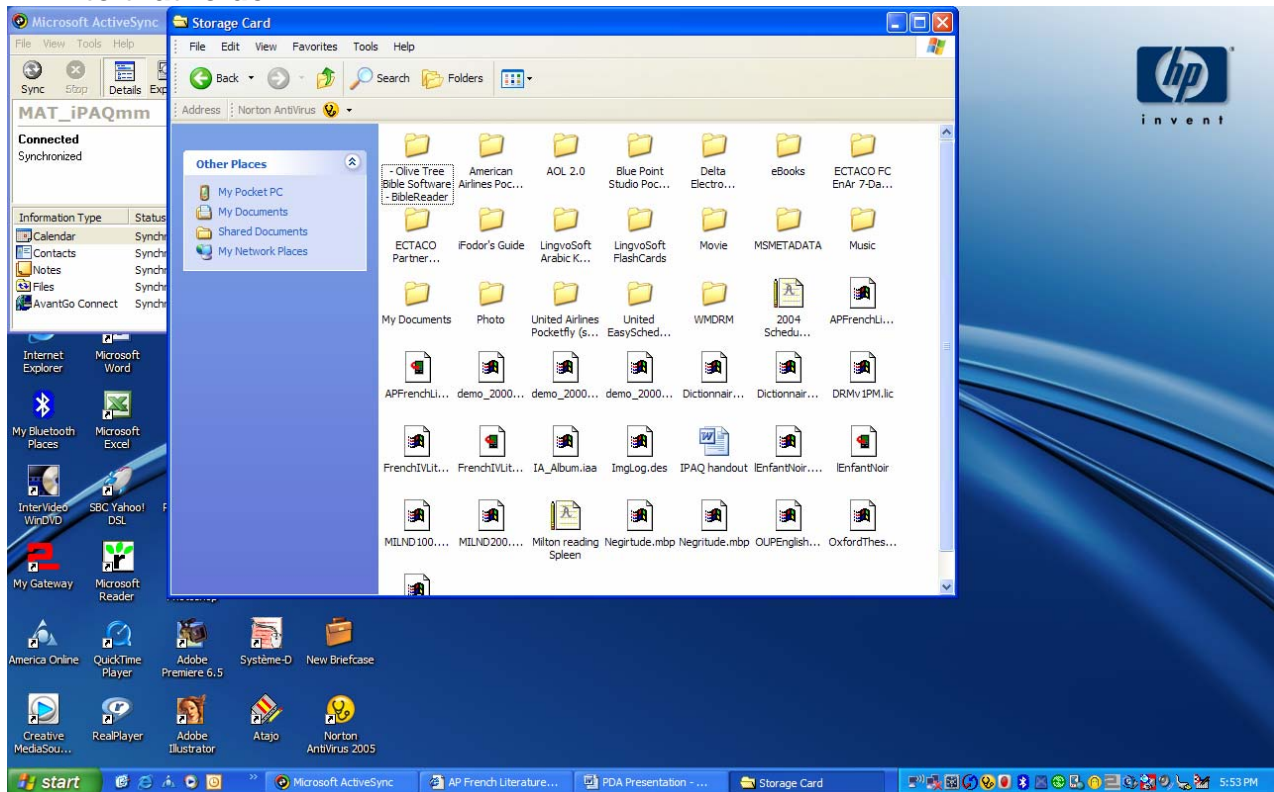 Microsoft ActiveSync
File View Tools Help
Sync Stop Details Exp
MAT_iPAQmm
Connected
Synchronized
Information Type Status
Calendar Synchr
Contacts Synchr
Notes Synchr
Files Synchr
AvantGo Connect Synchr
Storage Card
File Edit View Favorites Tools Help
Back Search Folders
Address Norton AntiVirus
Other Places
My Pocket PC
My Documents
Shared Documents
My Network Places
- Olive Tree
Bible Software
- BibleReader
American
Airlines Poc...
AOL 2.0
Blue Point
Studio Poc...
Delta
Electro...
eBooks
ECTACO FC
EnAr 7-Da...
ECTACO
Partner...
iFodor's Guide
LingvoSoft
Arabic K...
LingvoSoft
FlashCards
Movie
MSMETADATA
Music
My Documents
Photo
United Airlines
Pocketfly (s...
United
EasySched...
WMDRM
2004
Schedu...
APFrenchLi...
APFrenchLi...
demo_2000...
demo_2000...
demo_2000...
Dictionnair...
Dictionnair...
DRMv1PM.lic
FrenchIVLit...
FrenchIVLit...
IA_Album.iaa
ImgLog.des
IPAQ handout
lEnfantNoir....
lEnfantNoir
MILND100....
MILND200....
Milton reading
Spleen
Negirtude.mbp
Negritude.mbp
OUPEnglish...
OxfordThes...
hp
invent
Internet
Explorer
Microsoft
Word
My Bluetooth
Places
Microsoft
Excel
InterVideo
WinDVD
SBC Yahoo!
DSL
My Gateway
Microsoft
Reader
America Online
QuickTime
Player
Adobe
Premiere 6.5
Système-D
New Briefcase
Creative
MediaSou...
RealPlayer
Adobe
Illustrator
Atajo
Norton
AntiVirus 2005
start
Microsoft ActiveSync
AP French Literature...
PDA Presentation - ...
Storage Card
5:53 PM